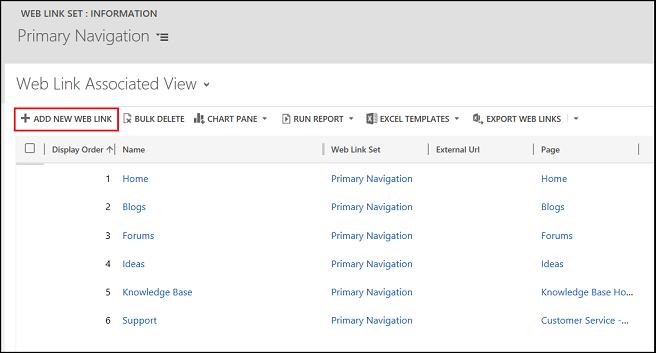 WEB LINK SET : INFORMATION
Primary Navigation
Web Link Associated View
ADD NEW WEB LINK BULK DELETE CHART PANE RUN REPORT EXCEL TEMPLATES EXPORT WEB LINKS
Display Order Name Web Link Set External Url Page
1 Home Primary Navigation Home
2 Blogs Primary Navigation Blogs
3 Forums Primary Navigation Forums
4 Ideas Primary Navigation Ideas
5 Knowledge Base Primary Navigation Knowledge Base Ho...
6 Support Primary Navigation Customer Service -...